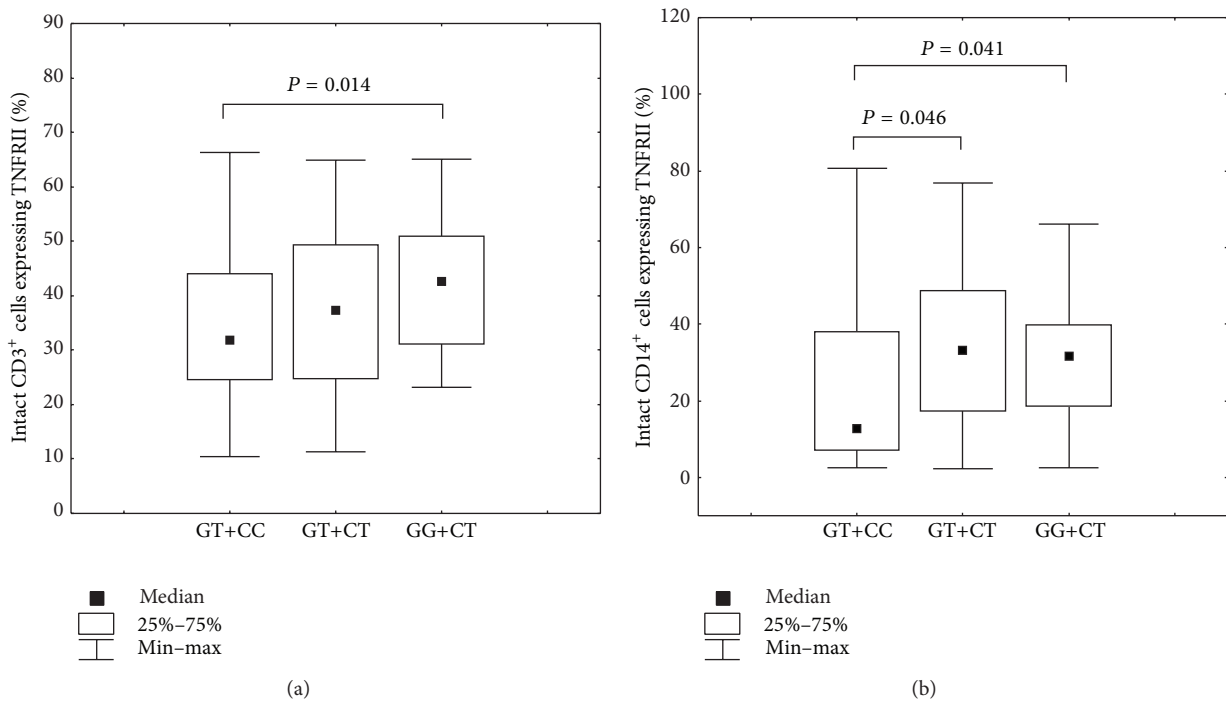 Intact CD3⁺ cells expressing TNFRII (%)
90
80
70
60
50
40
30
20
10
0
P = 0.014
GT+CC GT+CT GG+CT
Median
25%–75%
Min–max
(a)
Intact CD14⁺ cells expressing TNFRII (%)
120
100
80
60
40
20
0
P = 0.041
P = 0.046
GT+CC GT+CT GG+CT
Median
25%–75%
Min–max
(b)